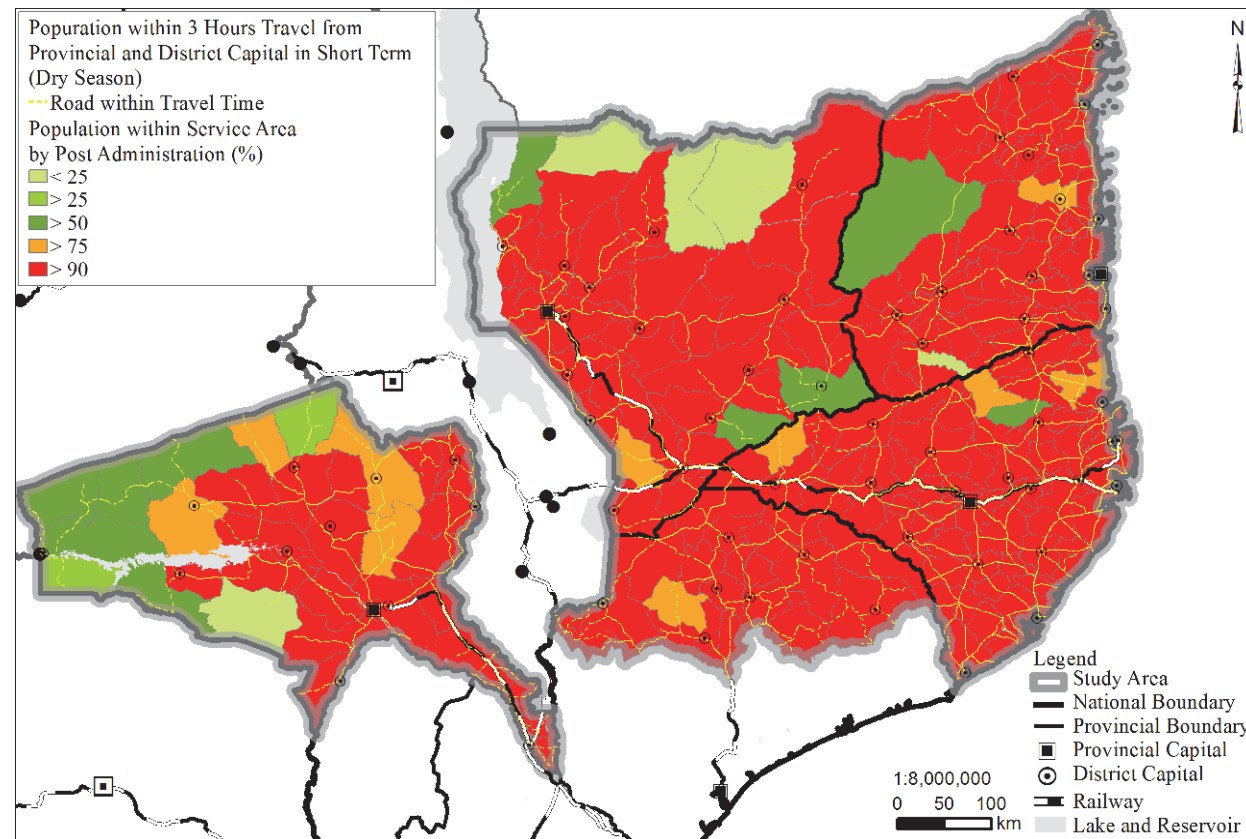 Popuration within 3 Hours Travel from
Provincial and District Capital in Short Term
(Dry Season)
Road within Travel Time
Population within Service Area
by Post Administration (%)
< 25
> 25
> 50
> 75
> 90
N
Legend
Study Area
National Boundary
Provincial Boundary
Provincial Capital
District Capital
Railway
Lake and Reservoir
1:8,000,000
0 50 100
km